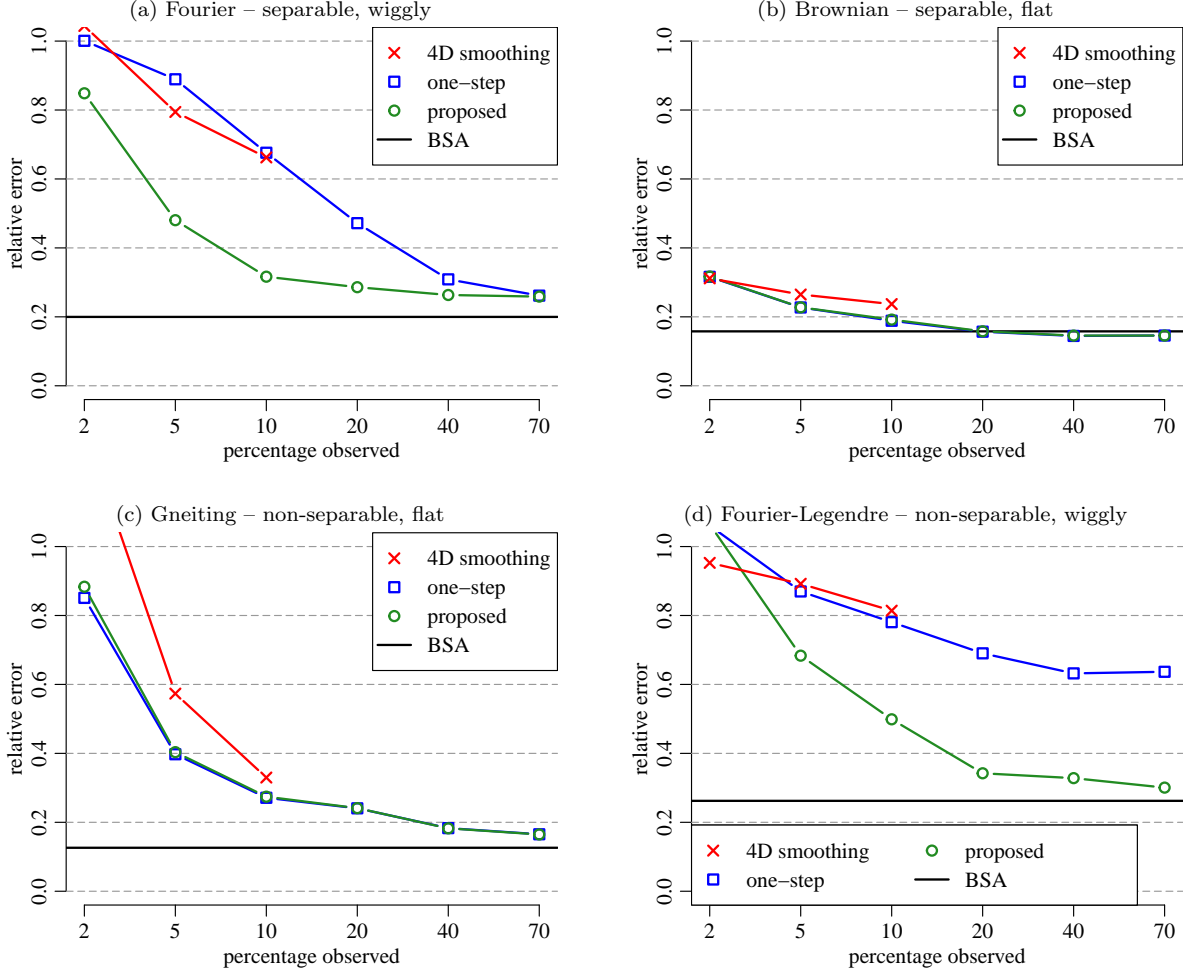 (a) Fourier – separable, wiggly
relative error
0.0 0.2 0.4 0.6 0.8 1.0
4D smoothing
one−step
proposed
BSA
2 5 10 20 40 70
percentage observed
(b) Brownian – separable, flat
relative error
0.0 0.2 0.4 0.6 0.8 1.0
4D smoothing
one−step
proposed
BSA
2 5 10 20 40 70
percentage observed
(c) Gneiting – non-separable, flat
relative error
0.0 0.2 0.4 0.6 0.8 1.0
4D smoothing
one−step
proposed
BSA
2 5 10 20 40 70
percentage observed
(d) Fourier-Legendre – non-separable, wiggly
relative error
0.0 0.2 0.4 0.6 0.8 1.0
4D smoothing proposed
one−step BSA
2 5 10 20 40 70
percentage observed